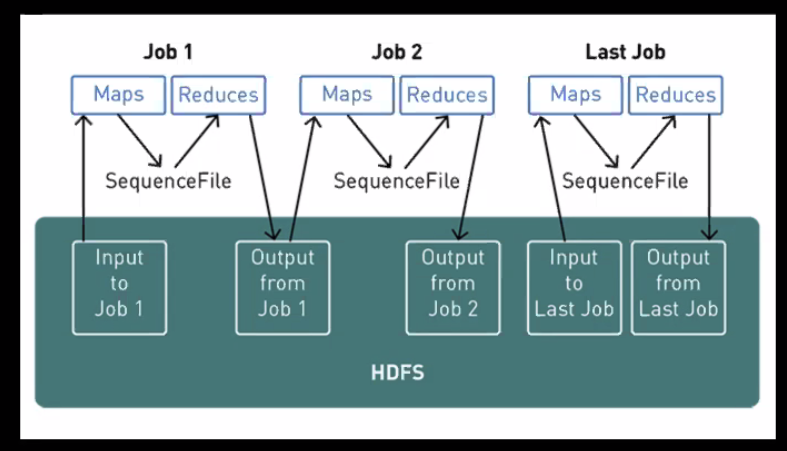 Job 1
Job 2
Last Job
Maps
Reduces
Maps
Reduces
Maps
Reduces
SequenceFile
SequenceFile
SequenceFile
Input
to
Job 1
Output
from
Job 1
Output
from
Job 2
Input
to
Last Job
Output
from
Last Job
HDFS